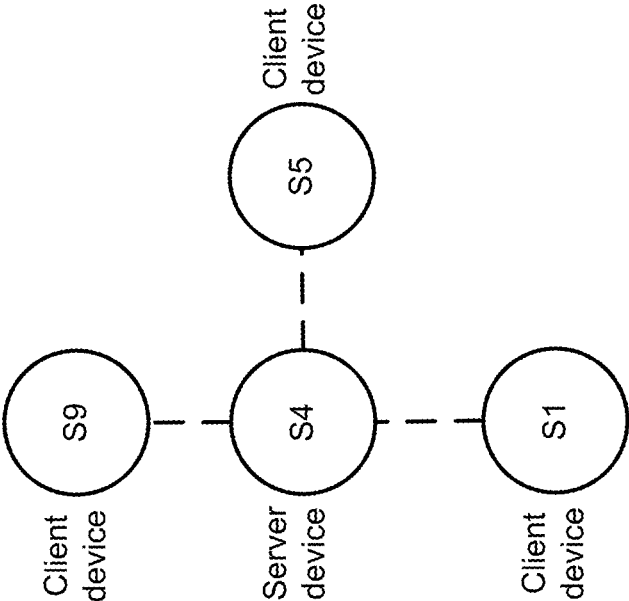 Client
device
S5
S9
S4
S1
Client
device
Server
device
Client
device